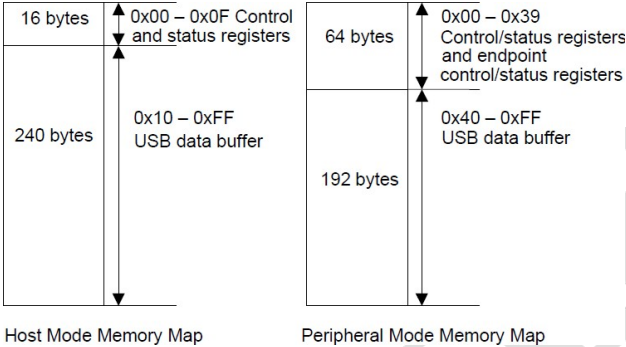 16 bytes
0x00 – 0x0F Control
and status registers
240 bytes
0x10 – 0xFF
USB data buffer
Host Mode Memory Map
64 bytes
0x00 – 0x39
Control/status registers
and endpoint
control/status registers
192 bytes
0x40 – 0xFF
USB data buffer
Peripheral Mode Memory Map